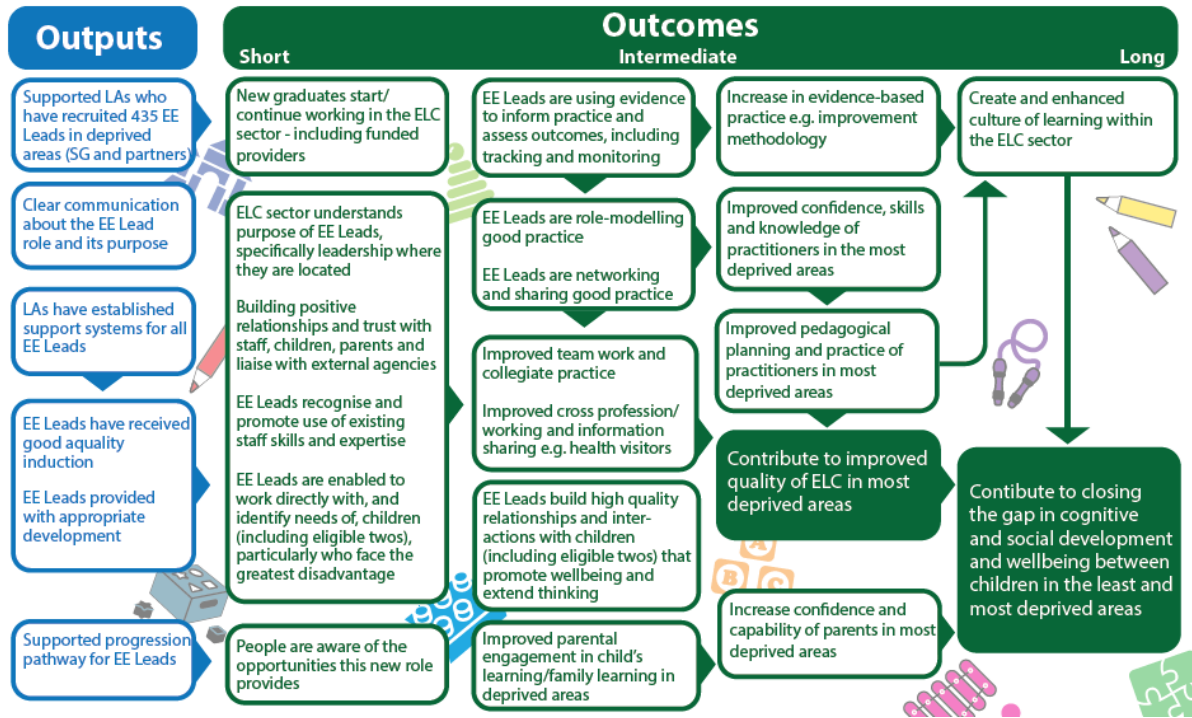 Outputs
Outcomes
Short
Intermediate
Long
Supported LAs who
have recruited 435 EE
Leads in deprived
areas (SG and partners)
Clear communication
about the EE Lead
role and its purpose
LAs have established
support systems for all
EE Leads
EE Leads have received
good aquality
induction
EE Leads provided
with appropriate
development
Supported progression
pathway for EE Leads
New graduates start/
continue working in the ELC
sector - including funded
providers
ELC sector understands
purpose of EE Leads,
specifically leadership where
they are located
Building positive
relationships and trust with
staff, children, parents and
liaise with external agencies
EE Leads recognise and
promote use of existing
staff skills and expertise
EE Leads are enabled to
work directly with, and
identify needs of, children
(including eligible twos),
particularly who face the
greatest disadvantage
People are aware of the
opportunities this new role
provides
EE Leads are using evidence
to inform practice and
assess outcomes, including
tracking and monitoring
EE Leads are role-modelling
good practice
EE Leads are networking
and sharing good practice
Improved team work and
collegiate practice
Improved cross profession/
working and information
sharing e.g. health visitors
EE Leads build high quality
relationships and inter-
actions with children
(including eligible twos) that
promote wellbeing and
extend thinking
Improved parental
engagement in child's
learning/family learning in
deprived areas
Increase in evidence-based
practice e.g. improvement
methodology
Improved confidence, skills
and knowledge of
practitioners in the most
deprived areas
Improved pedagogical
planning and practice of
practitioners in most
deprived areas
Contribute to improved
quality of ELC in most
deprived areas
A
B C
Increase confidence and
capability of parents in most
deprived areas
Create and enhanced
culture of learning within
the ELC sector
Contibute to closing
the gap in cognitive
and social development
and wellbeing between
children in the least and
most deprived areas